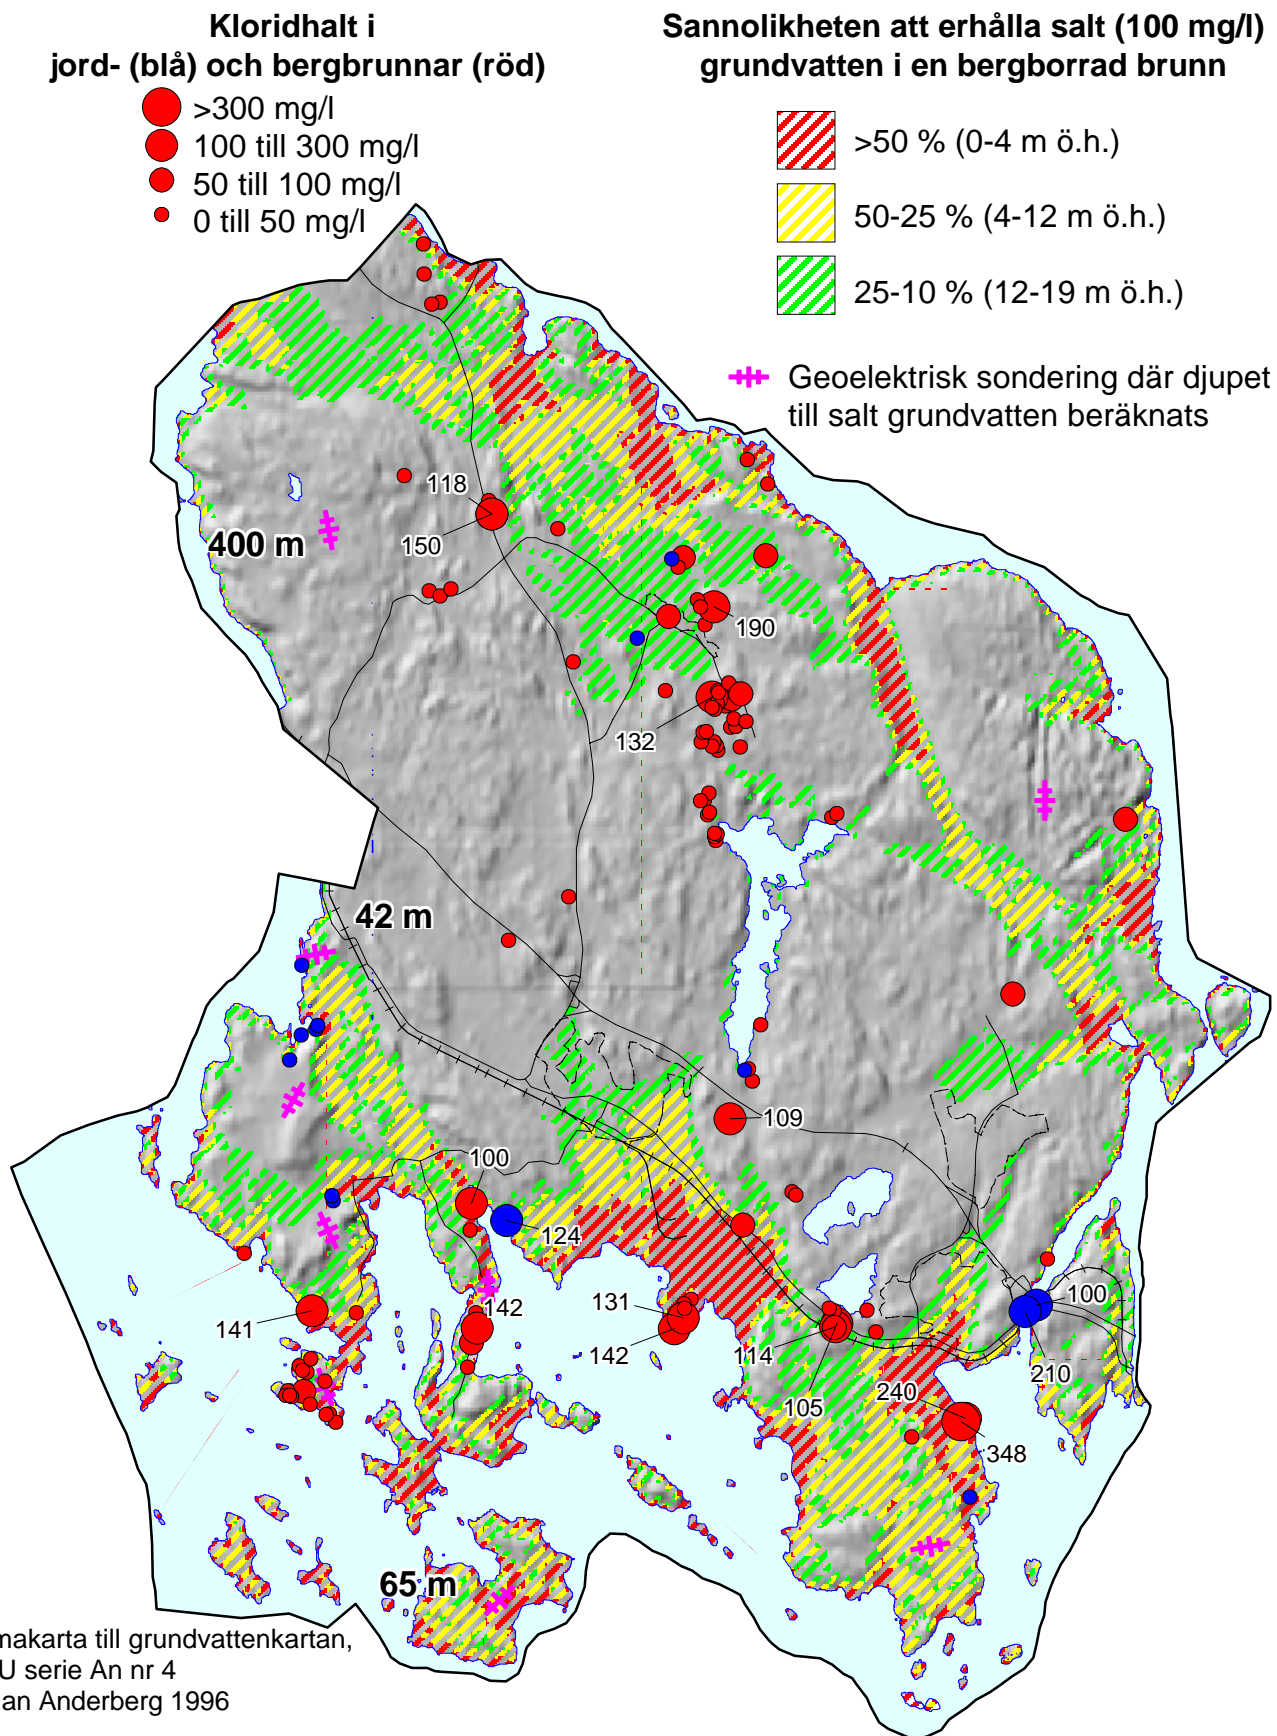 Kloridhalt i
jord- (blå) och bergbrunnar (röd)
>300 mg/l
100 till 300 mg/l
50 till 100 mg/l
0 till 50 mg/l
Sannolikheten att erhålla salt (100 mg/l)
grundvatten i en bergborrad brunn
>50 % (0-4 m ö.h.)
50-25 % (4-12 m ö.h.)
25-10 % (12-19 m ö.h.)
Geoelektrisk sondering där djupet
till salt grundvatten beräknats
118
150
400 m
190
132
42 m
109
100
124
142
131
141
142
114
105
100
210
240
348
65 m
makarta till grundvattenkartan,
U serie An nr 4
an Anderberg 1996